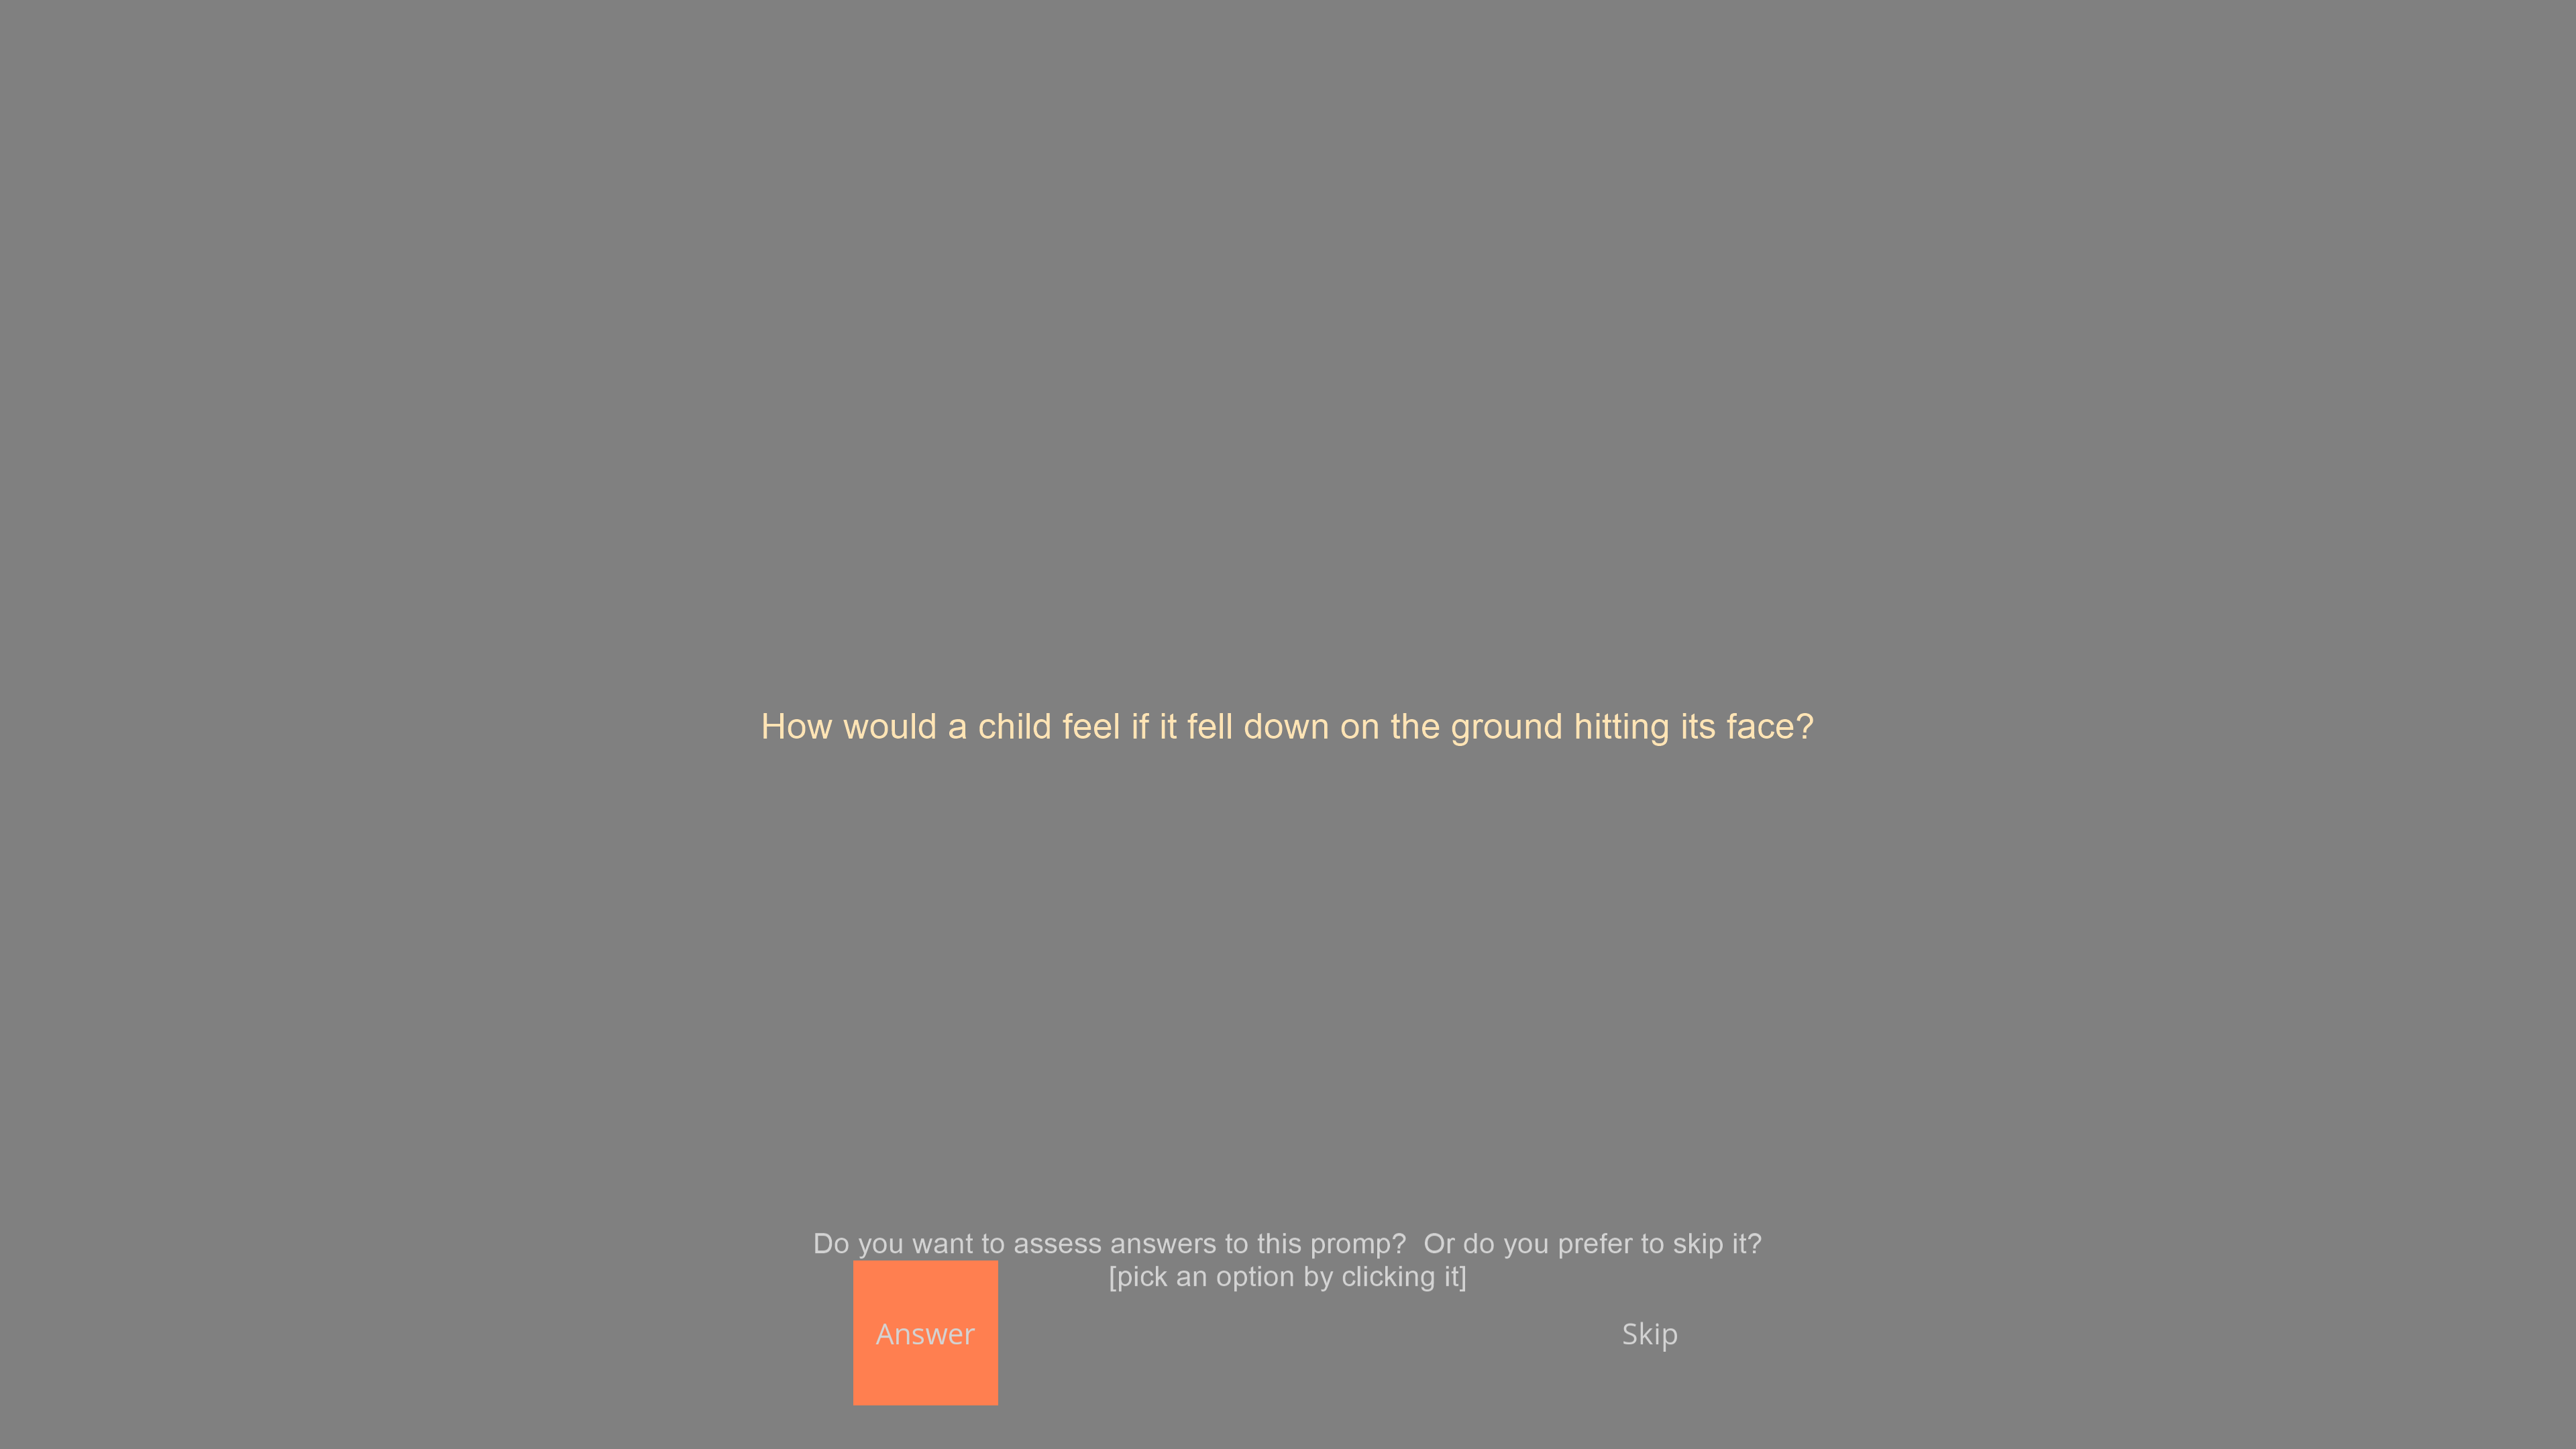 How would a child feel if it fell down on the ground hitting its face?
Do you want to assess answers to this promp?  Or do you prefer to skip it?
[pick an option by clicking it]
Answer
Skip